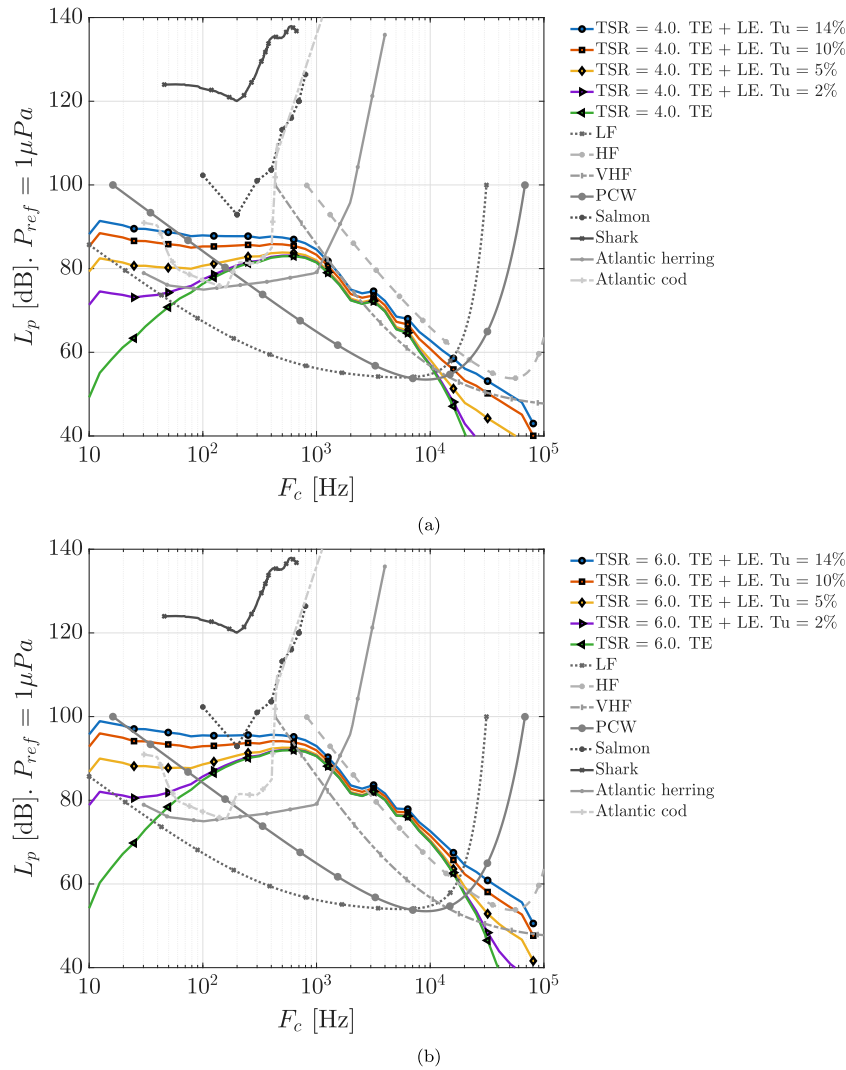 140
120
100
80
60
40
10
10^2
10^3
10^4
10^5
L_p [dB]. P_ref = 1μPa
F_c [Hz]
TSR = 4.0. TE + LE. Tu = 14%
TSR = 4.0. TE + LE. Tu = 10%
TSR = 4.0. TE + LE. Tu = 5%
TSR = 4.0. TE + LE. Tu = 2%
TSR = 4.0. TE
LF
HF
VHF
PCW
Salmon
Shark
Atlantic herring
Atlantic cod
(a)
140
120
100
80
60
40
10
10^2
10^3
10^4
10^5
L_p [dB]. P_ref = 1μPa
F_c [Hz]
TSR = 6.0. TE + LE. Tu = 14%
TSR = 6.0. TE + LE. Tu = 10%
TSR = 6.0. TE + LE. Tu = 5%
TSR = 6.0. TE + LE. Tu = 2%
TSR = 6.0. TE
LF
HF
VHF
PCW
Salmon
Shark
Atlantic herring
Atlantic cod
(b)